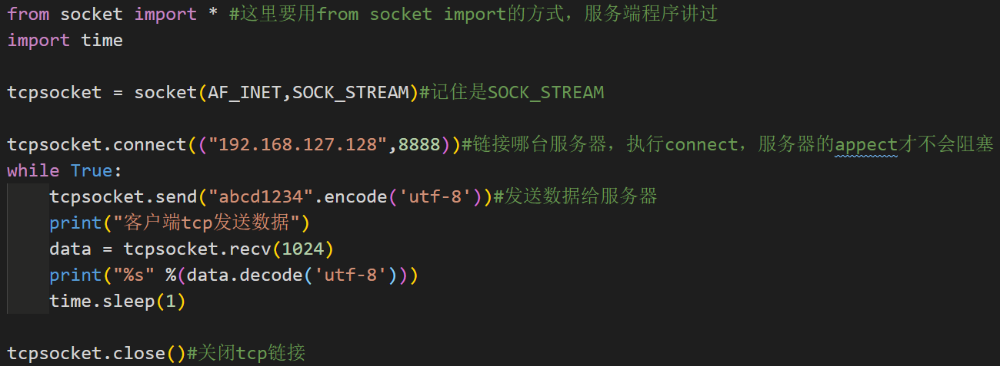 from socket import * #这里要用from socket import的方式，服务端程序讲过
import time
tcpsocket = socket(AF_INET,SOCK_STREAM)#记住是SOCK_STREAM
tcpsocket.connect(("192.168.127.128",8888))#链接哪台服务器，执行connect，服务器的appect才不会阻塞
while True:
    tcpsocket.send("abcd1234".encode('utf-8'))#发送数据给服务器
    print("客户端tcp发送数据")
    data = tcpsocket.recv(1024)
    print("%s" %(data.decode('utf-8')))
    time.sleep(1)
tcpsocket.close()#关闭tcp链接